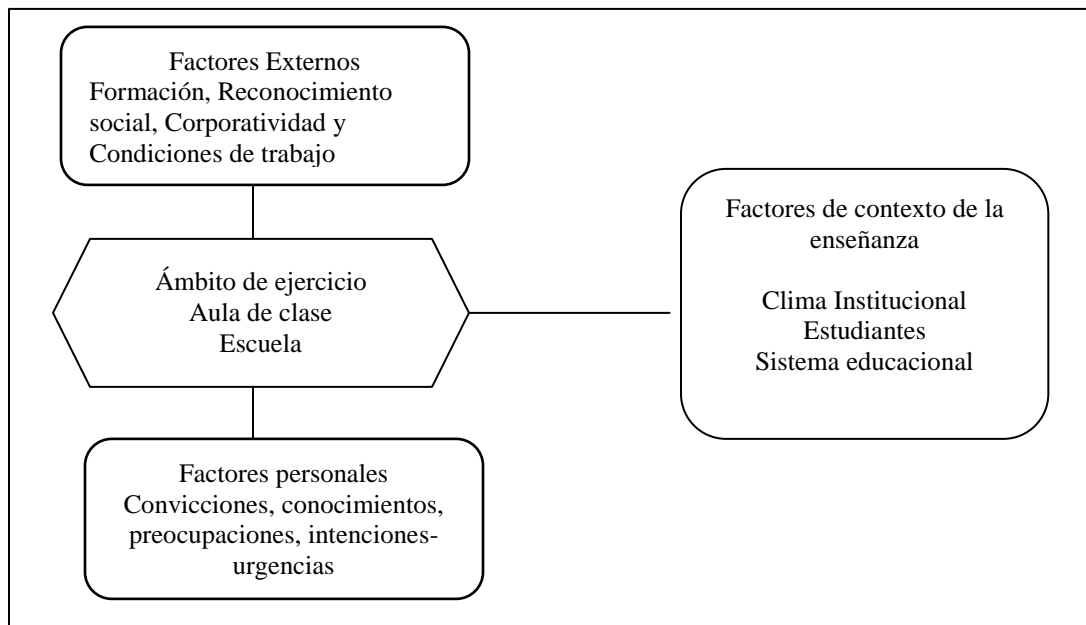 Factores Externos
Formación, Reconocimiento
social, Corporatividad y
Condiciones de trabajo
Ámbito de ejercicio
Aula de clase
Escuela
Factores de contexto de la
enseñanza
Clima Institucional
Estudiantes
Sistema educacional
Factores personales
Convicciones, conocimientos,
preocupaciones, intenciones-
urgencias